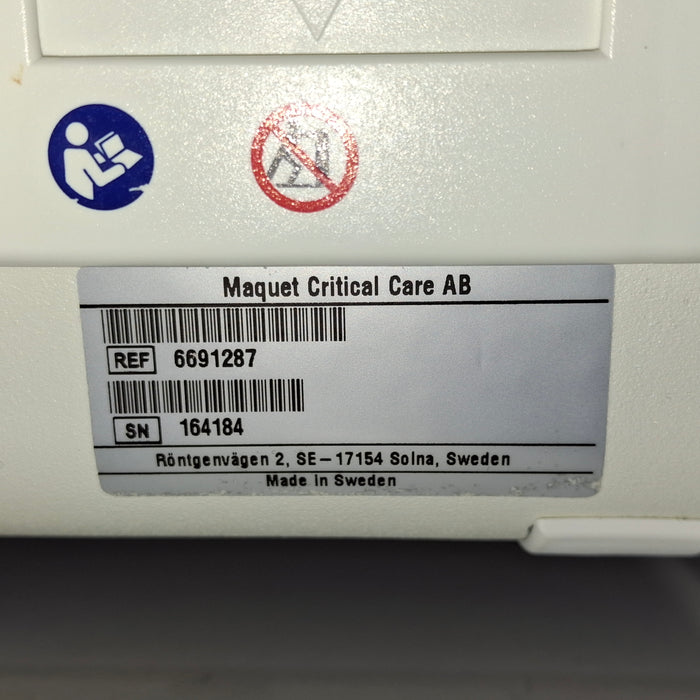 Maquet Critical Care AB
REF 6691287
SN 164184
Röntgenvägen 2, SE-17154 Solna, Sweden
Made in Sweden